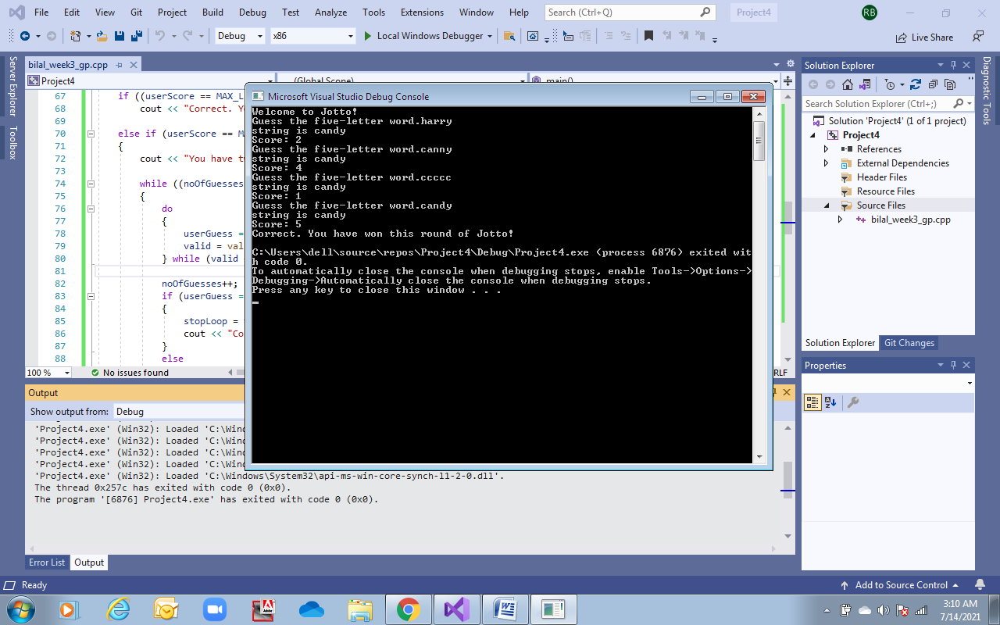 File Edit View Git Project Build Debug Test Analyze Tools Extensions Window Help Search (Ctrl+Q) Project4 RB
Debug x86 Local Windows Debugger Live Share
Server Explorer
Toolbox
bilal_week3_gp.cpp
Project4 (Global Scope) main()
67 if ((userScore == MAX_L
68 cout << "Correct. Yo
69
70 else if (userScore == MA
71 {
72 cout << "You have t
73
74 while ((noOfGuesses
75 {
76 do
77 {
78 userGuess =
79 valid = val
80 } while (valid
81
82 noOfGuesses++;
83 if (userGuess =
84 {
85 stopLoop =
86 cout << "Co
87 }
88 else
100 % No issues found RLF
Microsoft Visual Studio Debug Console
Welcome to Jotto!
Guess the five-letter word.harry
string is candy
Score: 2
Guess the five-letter word.canny
string is candy
Score: 4
Guess the five-letter word.ccccc
string is candy
Score: 1
Guess the five-letter word.candy
string is candy
Score: 5
Correct. You have won this round of Jotto!
C:\Users\dell\source\repos\Project4\Debug\Project4.exe (process 6876) exited wit
h code 0.
To automatically close the console when debugging stops, enable Tools->Options->
Debugging->Automatically close the console when debugging stops.
Press any key to close this window . . .
Output
Show output from: Debug
'Project4.exe' (Win32): Loaded 'C:\Wind
'Project4.exe' (Win32): Loaded 'C:\Wind
'Project4.exe' (Win32): Loaded 'C:\Wind
'Project4.exe' (Win32): Loaded 'C:\Wind
'Project4.exe' (Win32): Loaded 'C:\Windows\System32\api-ms-win-core-synch-l1-2-0.dll'.
The thread 0x257c has exited with code 0 (0x0).
The program '[6876] Project4.exe' has exited with code 0 (0x0).
Error List Output
Solution Explorer
Search Solution Explorer (Ctrl+;)
Solution 'Project4' (1 of 1 project)
Project4
References
External Dependencies
Header Files
Resource Files
Source Files
bilal_week3_gp.cpp
Solution Explorer Git Changes
Properties
Diagnostic Tools
Ready Add to Source Control
3:10 AM
7/14/2021